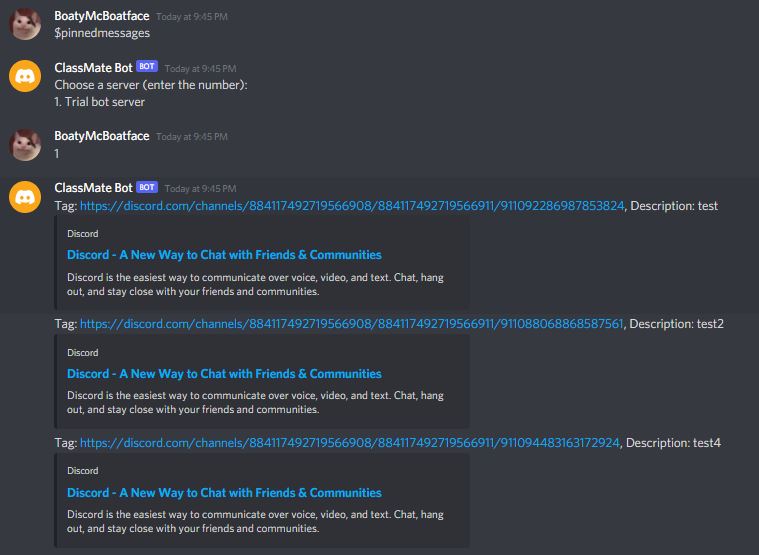 BoatyMcBoatface Today at 9:45 PM
$pinnedmessages
ClassMate Bot BOT Today at 9:45 PM
Choose a server (enter the number):
1. Trial bot server
BoatyMcBoatface Today at 9:45 PM
1
ClassMate Bot BOT Today at 9:45 PM
Tag: https://discord.com/channels/884117492719566908/884117492719566911/911092286987853824, Description: test
Discord
Discord - A New Way to Chat with Friends & Communities
Discord is the easiest way to communicate over voice, video, and text. Chat, hang
out, and stay close with your friends and communities.
Tag: https://discord.com/channels/884117492719566908/884117492719566911/911088068868587561, Description: test2
Discord
Discord - A New Way to Chat with Friends & Communities
Discord is the easiest way to communicate over voice, video, and text. Chat, hang
out, and stay close with your friends and communities.
Tag: https://discord.com/channels/884117492719566908/884117492719566911/911094483163172924, Description: test4
Discord
Discord - A New Way to Chat with Friends & Communities
Discord is the easiest way to communicate over voice, video, and text. Chat, hang
out, and stay close with your friends and communities.